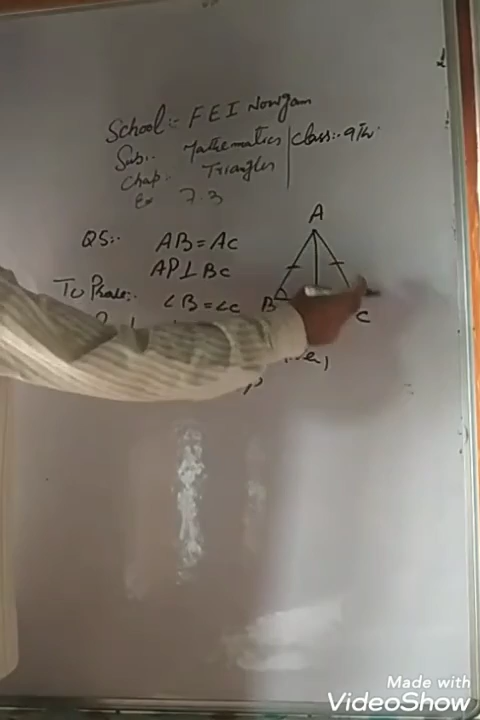 School:- F E I Nowgam
Sub:- Mathematics | Class:- 9th
Chap:- Triangles
Ex 7.3
Q5:- AB = AC
AP ⊥ BC
To Prove:- ∠B = ∠C
A
B
C
P
Made with
VideoShow